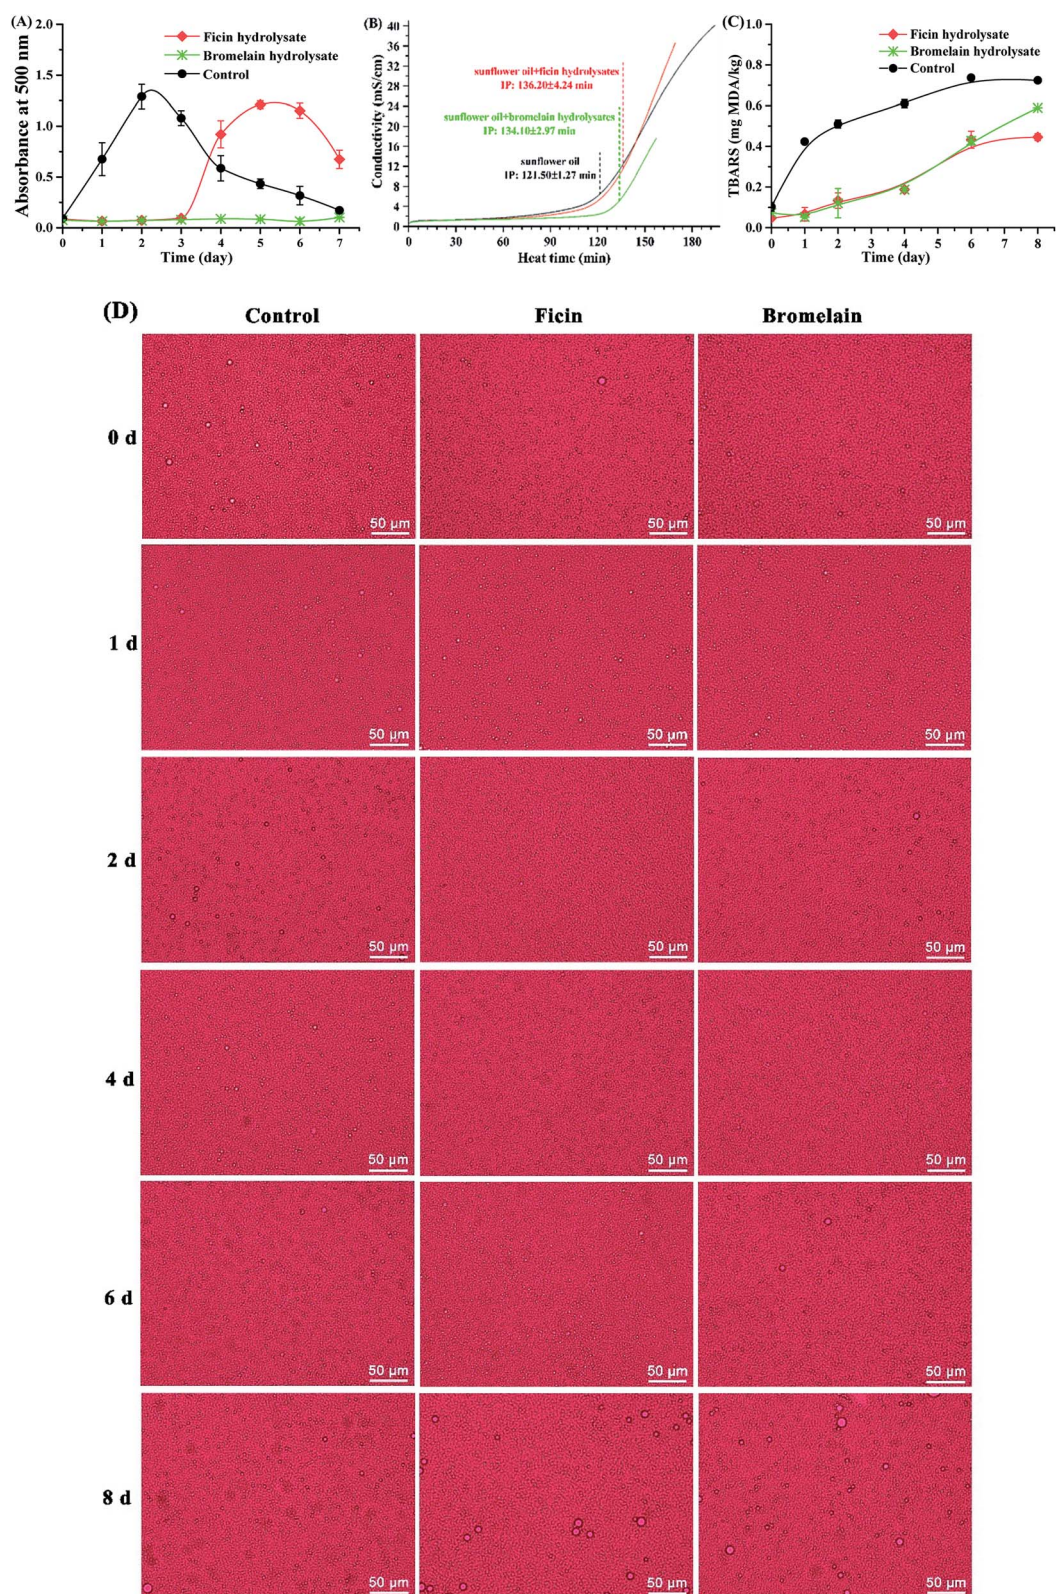 (A)
2.0
1.5
1.0
0.5
0.0
Absorbance at 500 nm
Ficin hydrolysate
Bromelain hydrolysate
Control
0 1 2 3 4 5 6 7
Time (day)
(B)
40
36
32
28
24
20
16
12
8
4
0
Conductivity (mS/cm)
sunflower oil+ficin hydrolysates
IP: 136.20±4.24 min
sunflower oil+bromelain hydrolysates
IP: 134.10±2.97 min
sunflower oil
IP: 121.50±1.27 min
0 30 60 90 120 150 180
Heat time (min)
(C)
1.0
0.8
0.6
0.4
0.2
0.0
TBARS (mg MDA/kg)
Ficin hydrolysate
Bromelain hydrolysate
Control
0 1 2 3 4 5 6 7 8
Time (day)
(D)
Control Ficin Bromelain
0 d
50 µm 50 µm 50 µm
1 d
50 µm 50 µm 50 µm
2 d
50 µm 50 µm 50 µm
4 d
50 µm 50 µm 50 µm
6 d
50 µm 50 µm 50 µm
8 d
50 µm 50 µm 50 µm